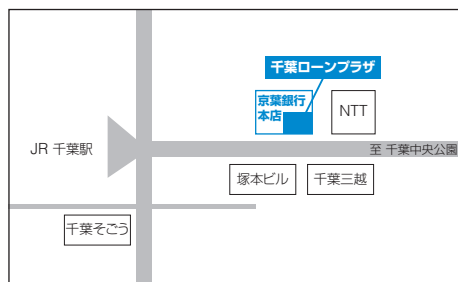 千葉ローンプラザ
京葉銀行
本店
NTT
JR 千葉駅
至 千葉中央公園
塚本ビル
千葉三越
千葉そごう